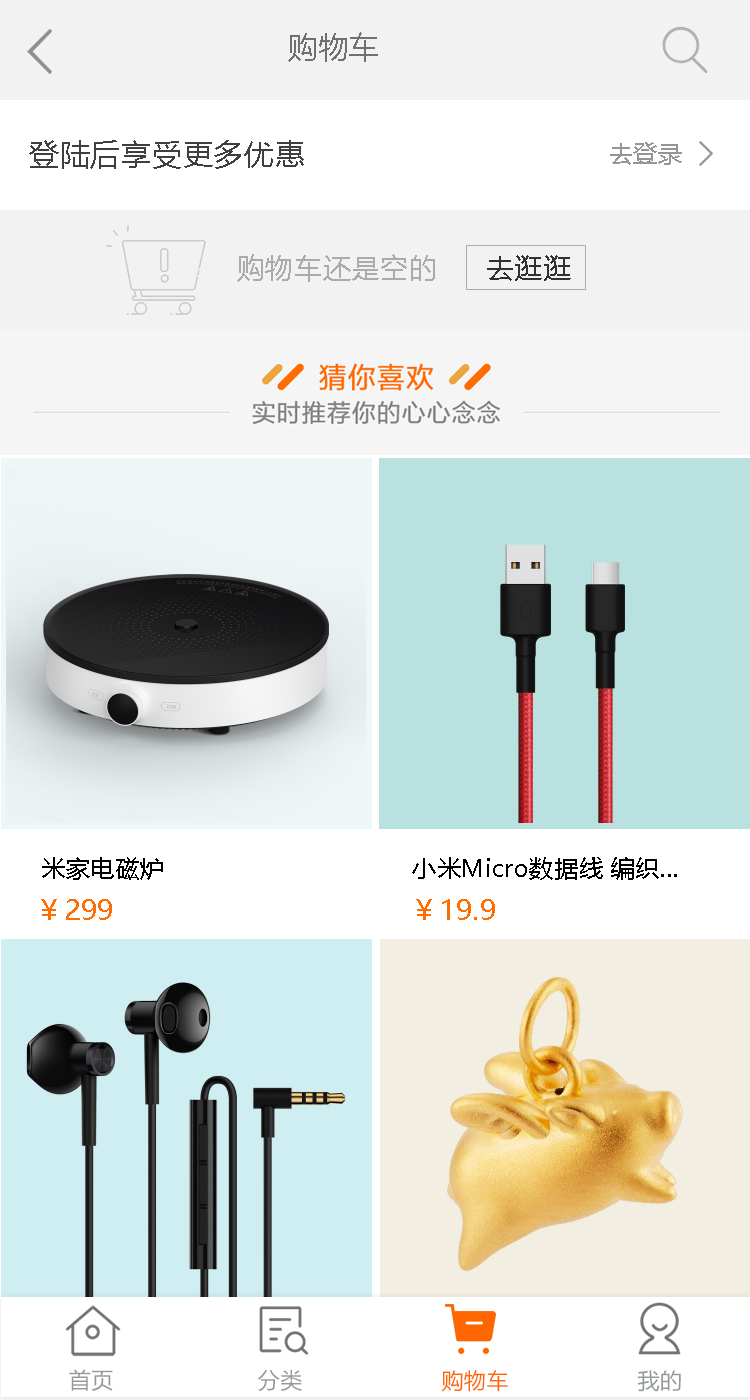 购物车
登陆后享受更多优惠
去登录
购物车还是空的
去逛逛
猜你喜欢
实时推荐你的心心念念
米家电磁炉
小米Micro数据线 编织...
¥ 299
¥ 19.9
首页
分类
购物车
我的